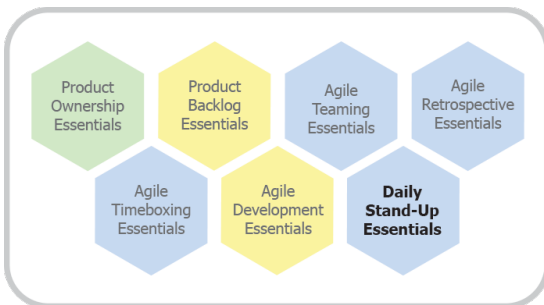 Product
Ownership
Essentials
Product
Backlog
Essentials
Agile
Teaming
Essentials
Agile
Retrospective
Essentials
Agile
Timeboxing
Essentials
Agile
Development
Essentials
Daily
Stand-Up
Essentials